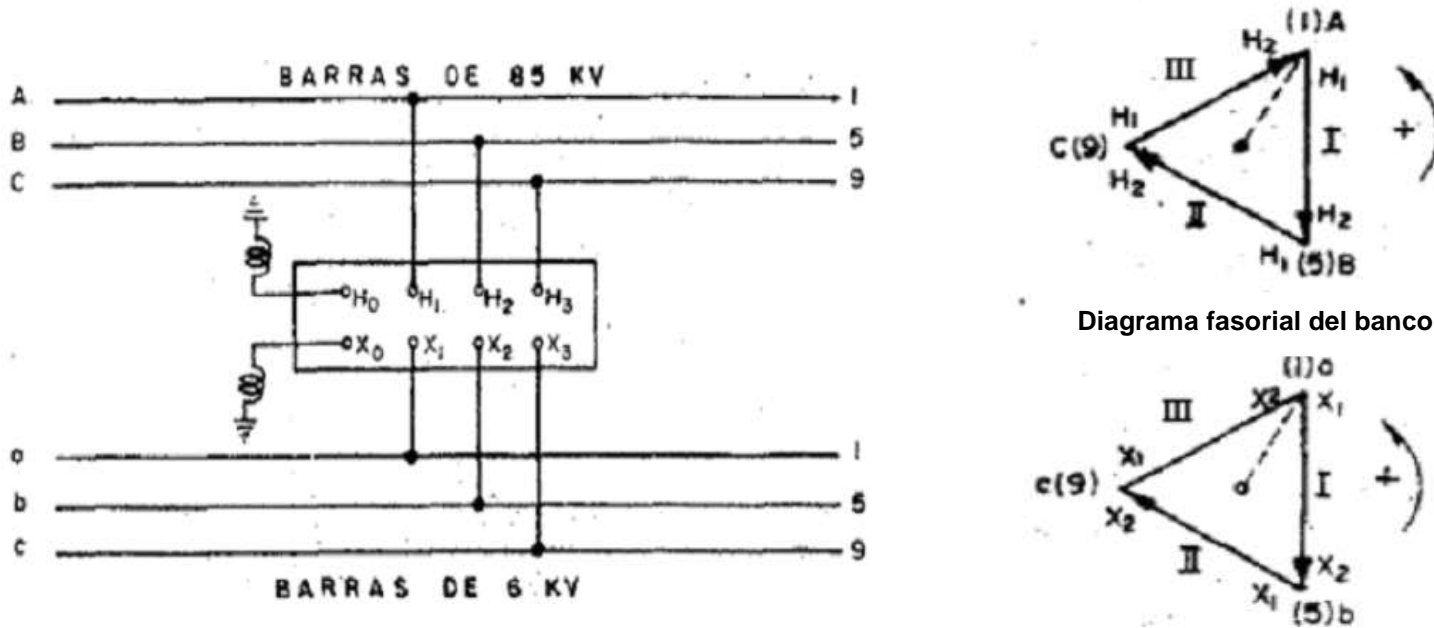 BARRAS DE 85 KV
A 1
B 5
C 9
H0 H1 H2 H3
X0 X1 X2 X3
a 1
b 5
c 9
BARRAS DE 6 KV
(1)A
H2
III H1
H1 I +
C(9)
H2 H2
II H1 (5)B
Diagrama fasorial del banco
(1)a
X2 X1
III
X1 I +
c(9)
X2 X2
II X1 (5)b